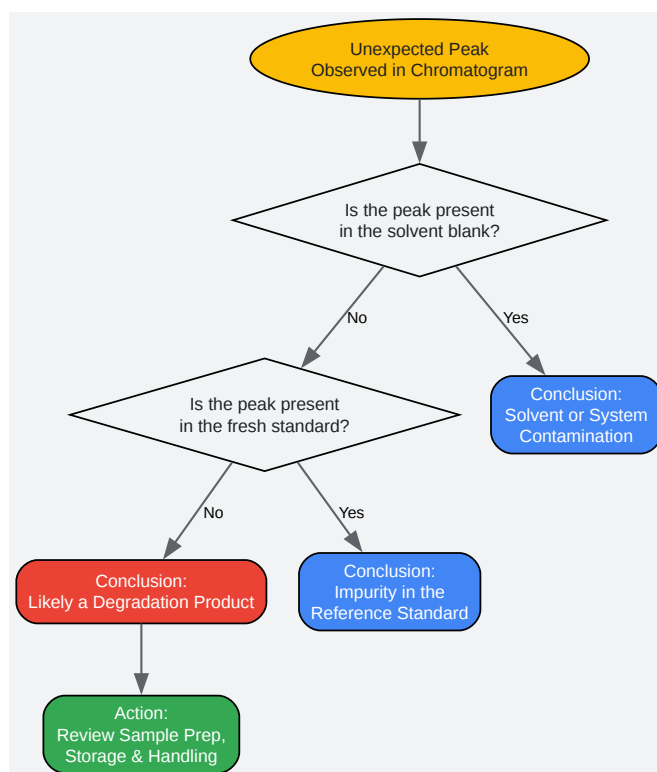 Unexpected Peak
Observed in Chromatogram
Is the peak present
in the solvent blank?
No
Yes
Is the peak present
in the fresh standard?
Conclusion:
Solvent or System
Contamination
No
Yes
Conclusion:
Likely a Degradation Product
Conclusion:
Impurity in the
Reference Standard
Action:
Review Sample Prep,
Storage & Handling